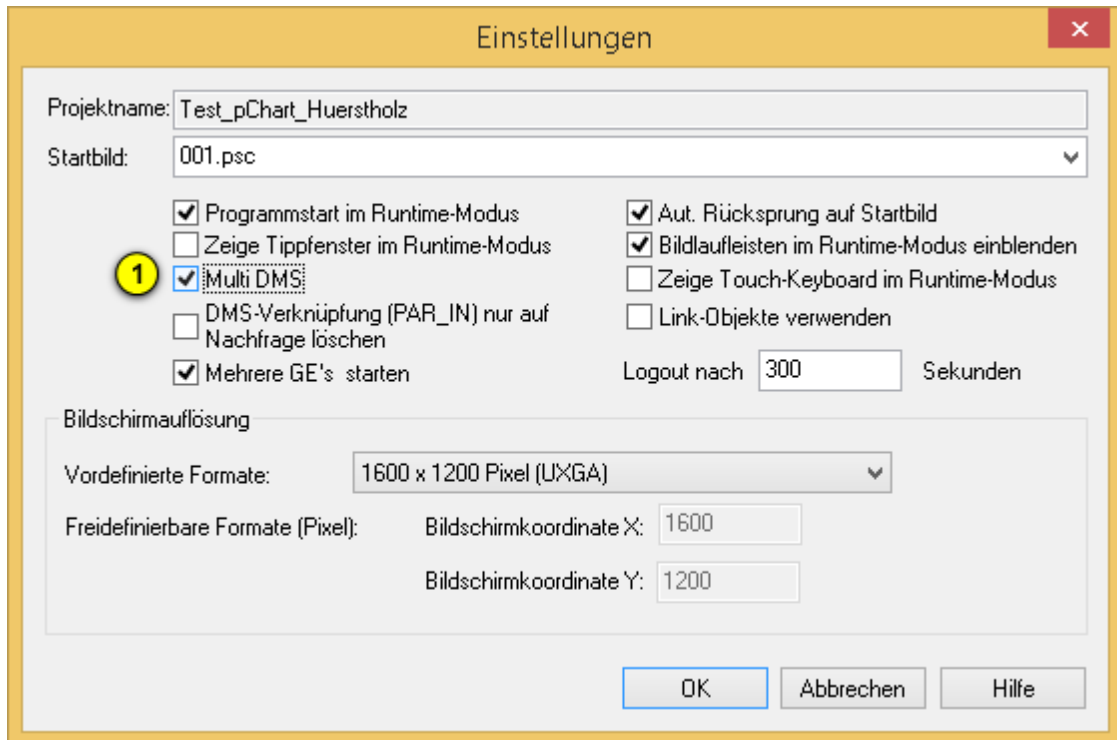 Einstellungen
Projektname: Test_pChart_Huerstholz
Startbild: 001.psc
Programmstart im Runtime-Modus
Aut. Rücksprung auf Startbild
Zeige Tippfenster im Runtime-Modus
Bildlaufleisten im Runtime-Modus einblenden
1
Multi DMS
Zeige Touch-Keyboard im Runtime-Modus
DMS-Verknüpfung (PAR_IN) nur auf
Nachfrage löschen
Link-Objekte verwenden
Mehrere GE's starten
Logout nach 300 Sekunden
Bildschirmauflösung
Vordefinierte Formate: 1600 x 1200 Pixel (UXGA)
Freidefinierbare Formate (Pixel): Bildschirmkoordinate X: 1600
Bildschirmkoordinate Y: 1200
OK Abbrechen Hilfe